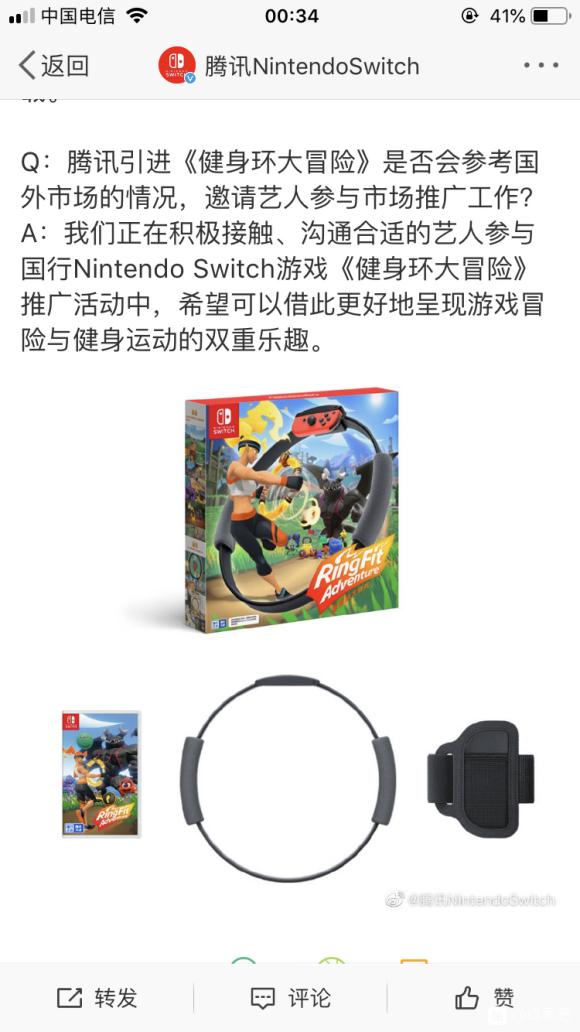 中国电信
00:34
41%
返回
腾讯NintendoSwitch
Q：腾讯引进《健身环大冒险》是否会参考国
外市场的情况，邀请艺人参与市场推广工作？
A：我们正在积极接触、沟通合适的艺人参与
国行Nintendo Switch游戏《健身环大冒险》
推广活动中，希望可以借此更好地呈现游戏冒
险与健身运动的双重乐趣。
NINTENDO
SWITCH
RingFit
Adventure
RingFit
Adventure
@腾讯NintendoSwitch
转发
评论
赞